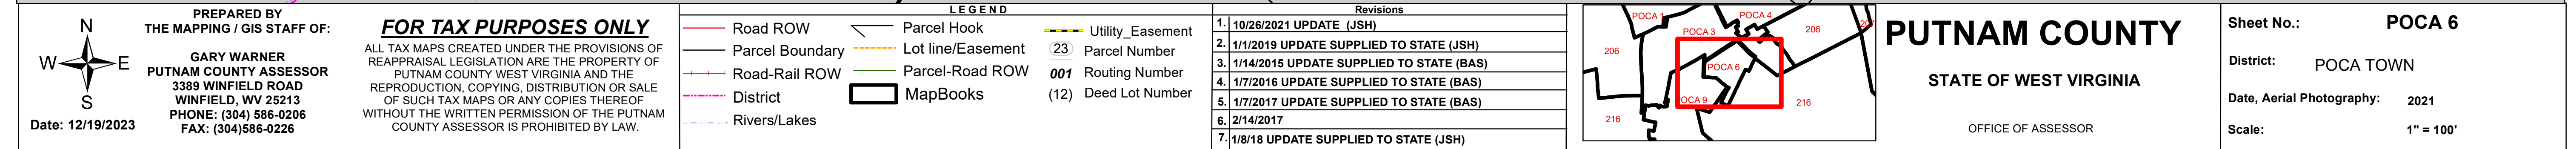 N
W E
S
Date: 12/19/2023
PREPARED BY
THE MAPPING / GIS STAFF OF:
GARY WARNER
PUTNAM COUNTY ASSESSOR
3389 WINFIELD ROAD
WINFIELD, WV 25213
PHONE: (304) 586-0206
FAX: (304)586-0226
FOR TAX PURPOSES ONLY
ALL TAX MAPS CREATED UNDER THE PROVISIONS OF
REAPPRAISAL LEGISLATION ARE THE PROPERTY OF
PUTNAM COUNTY WEST VIRGINIA AND THE
REPRODUCTION, COPYING, DISTRIBUTION OR SALE
OF SUCH TAX MAPS OR ANY COPIES THEREOF
WITHOUT THE WRITTEN PERMISSION OF THE PUTNAM
COUNTY ASSESSOR IS PROHIBITED BY LAW.
LEGEND
Road ROW
Parcel Boundary
Road-Rail ROW
District
Rivers/Lakes
Parcel Hook
Lot line/Easement
Parcel-Road ROW
MapBooks
Utility_Easement
23 Parcel Number
001 Routing Number
(12) Deed Lot Number
Revisions
1. 10/26/2021 UPDATE (JSH)
2. 1/1/2019 UPDATE SUPPLIED TO STATE (JSH)
3. 1/14/2015 UPDATE SUPPLIED TO STATE (BAS)
4. 1/7/2016 UPDATE SUPPLIED TO STATE (BAS)
5. 1/7/2017 UPDATE SUPPLIED TO STATE (BAS)
6. 2/14/2017
7. 1/8/18 UPDATE SUPPLIED TO STATE (JSH)
POCA 1
POCA 4
207
POCA 3
206
206
POCA 6
POCA 9
216
216
PUTNAM COUNTY
STATE OF WEST VIRGINIA
OFFICE OF ASSESSOR
Sheet No.: POCA 6
District: POCA TOWN
Date, Aerial Photography: 2021
Scale: 1" = 100'